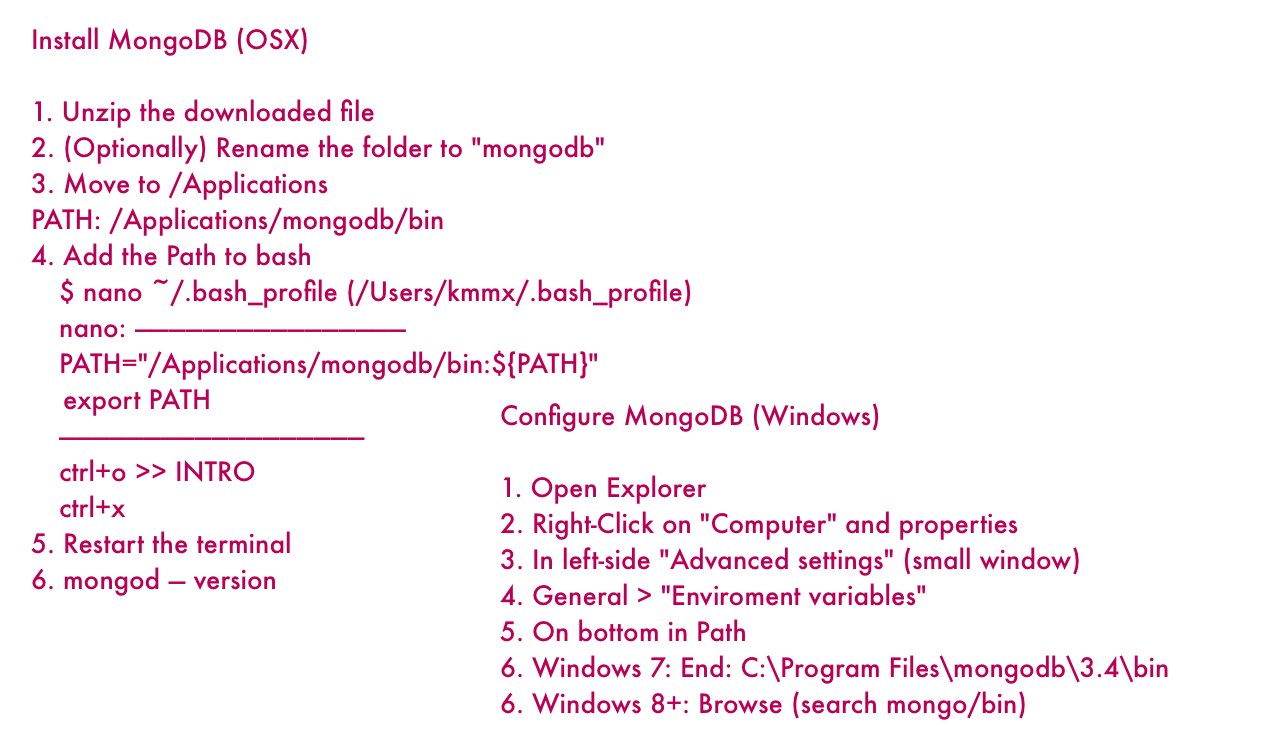 Install MongoDB (OSX)
1. Unzip the downloaded file
2. (Optionally) Rename the folder to "mongodb"
3. Move to /Applications
PATH: /Applications/mongodb/bin
4. Add the Path to bash
$ nano ~/.bash_profile (/Users/kmmx/.bash_profile)
nano: ————————————————
PATH="/Applications/mongodb/bin:${PATH}"
export PATH
——————————————————
ctrl+o >> INTRO
ctrl+x
5. Restart the terminal
6. mongod — version
Configure MongoDB (Windows)
1. Open Explorer
2. Right-Click on "Computer" and properties
3. In left-side "Advanced settings" (small window)
4. General > "Enviroment variables"
5. On bottom in Path
6. Windows 7: End: C:\Program Files\mongodb\3.4\bin
6. Windows 8+: Browse (search mongo/bin)